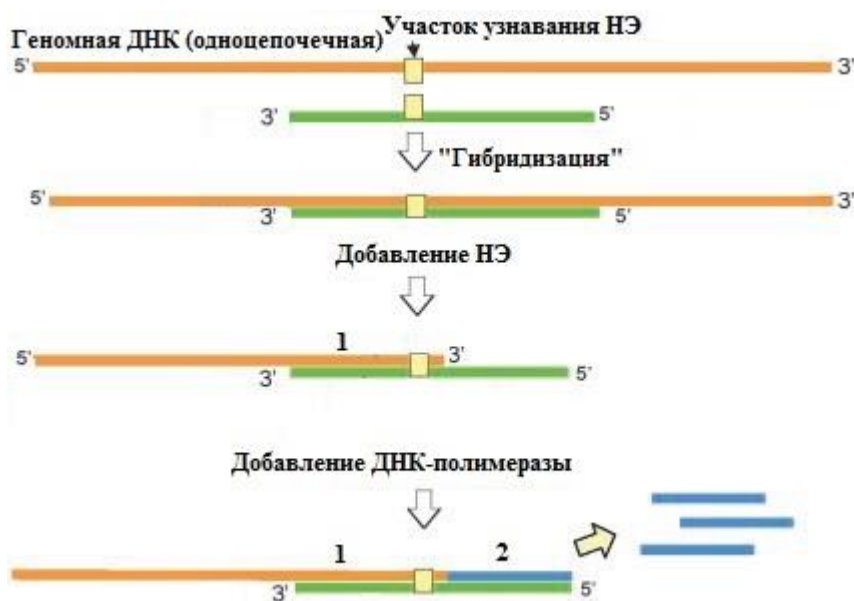 Участок узнавания НЭ
Геномная ДНК (одноцепочечная)
5' 3'
3' 5'
"Гибридизация"
5' 3'
3' 5'
Добавление НЭ
1
5' 3'
3' 5'
Добавление ДНК-полимеразы
1 2
3' 5'